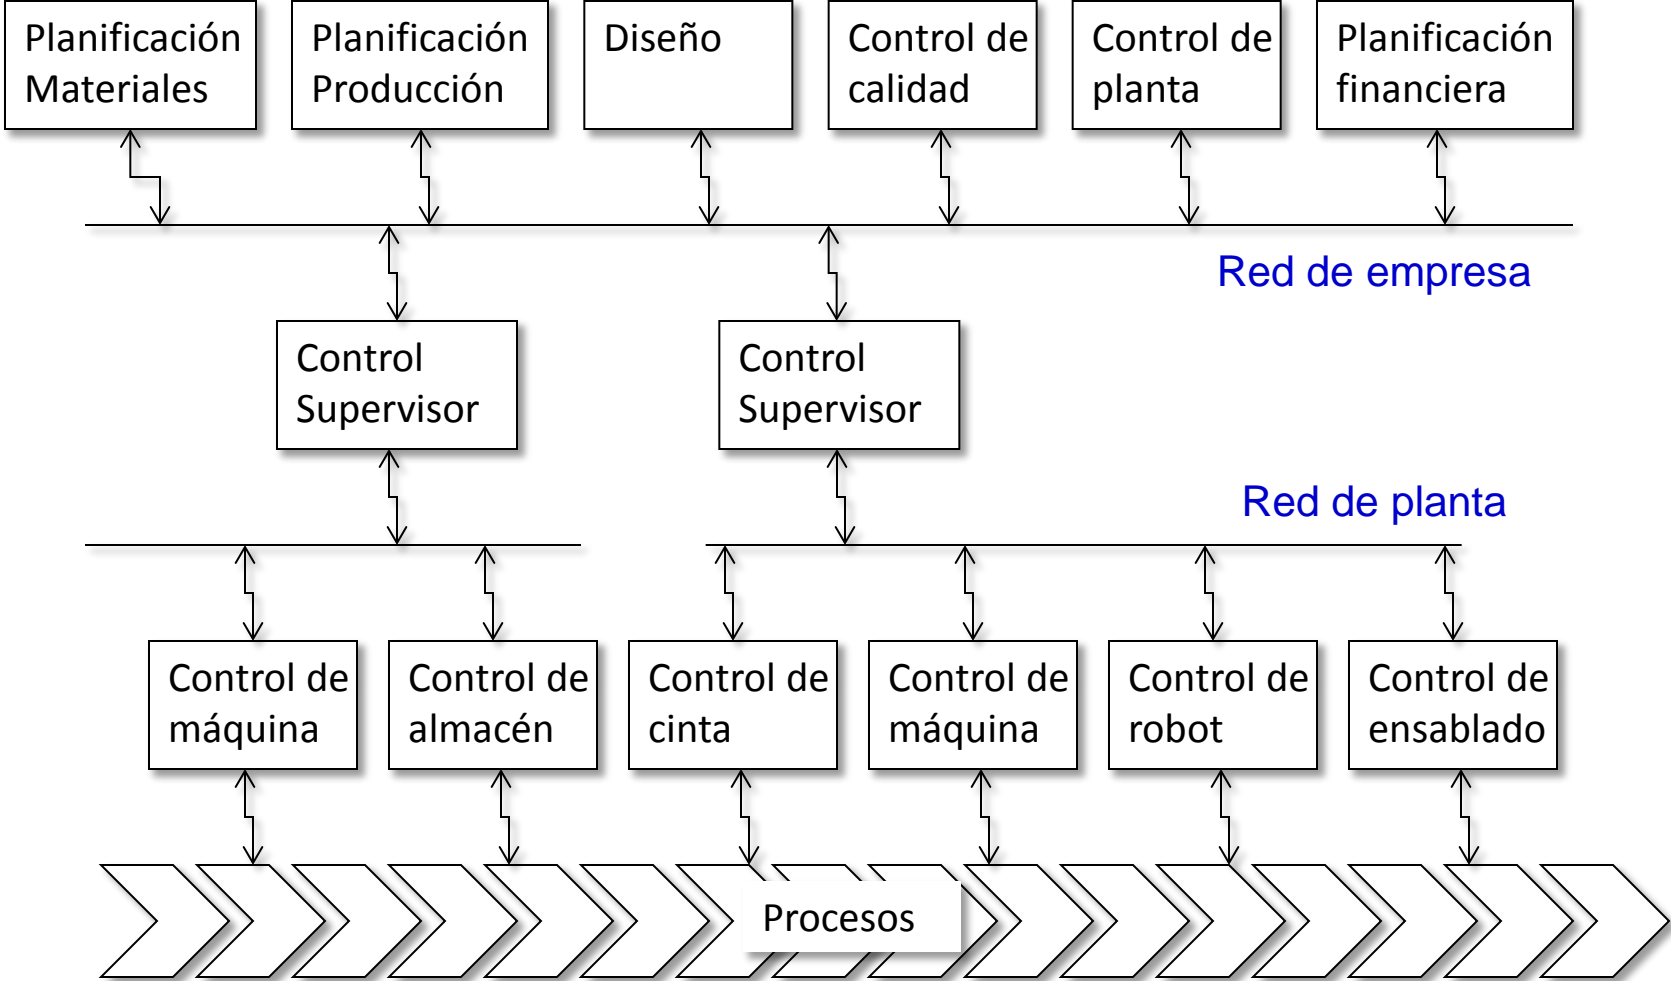 Planificación
Materiales
Planificación
Producción
Diseño
Control de
calidad
Control de
planta
Planificación
financiera
Red de empresa
Control
Supervisor
Control
Supervisor
Red de planta
Control de
máquina
Control de
almacén
Control de
cinta
Control de
máquina
Control de
robot
Control de
ensablado
Procesos